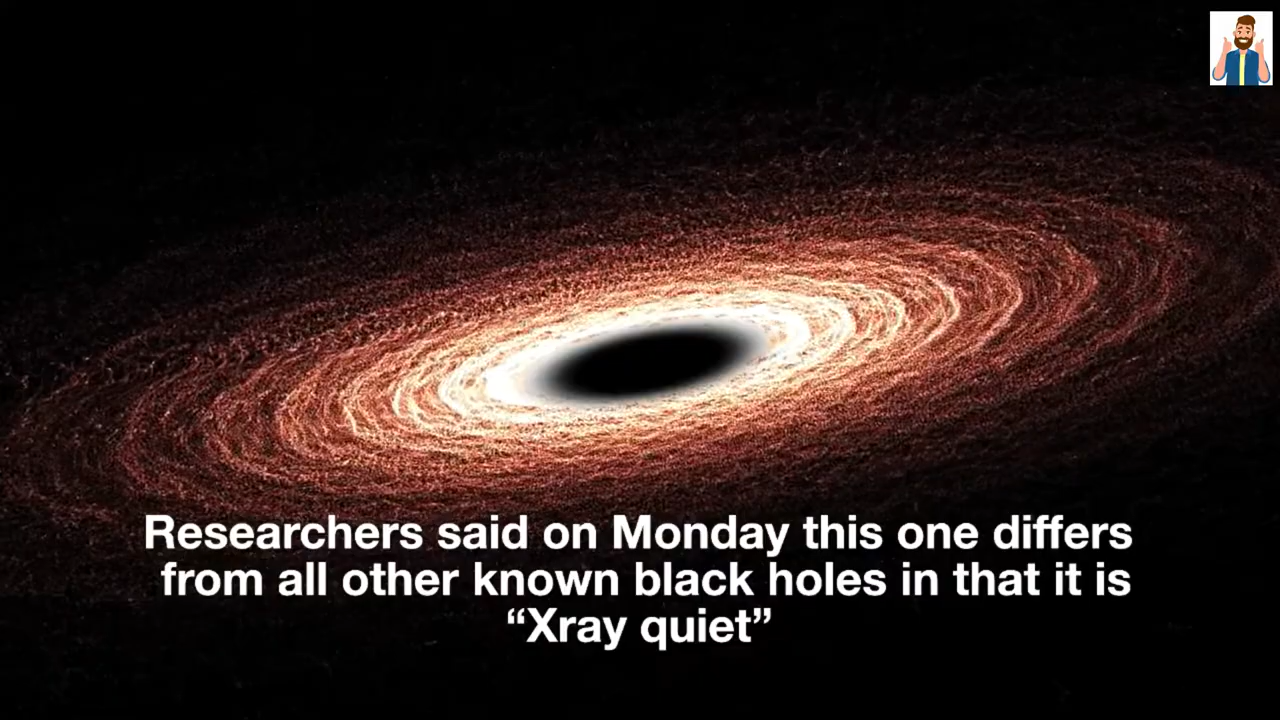 Researchers said on Monday this one differs
from all other known black holes in that it is
“Xray quiet”